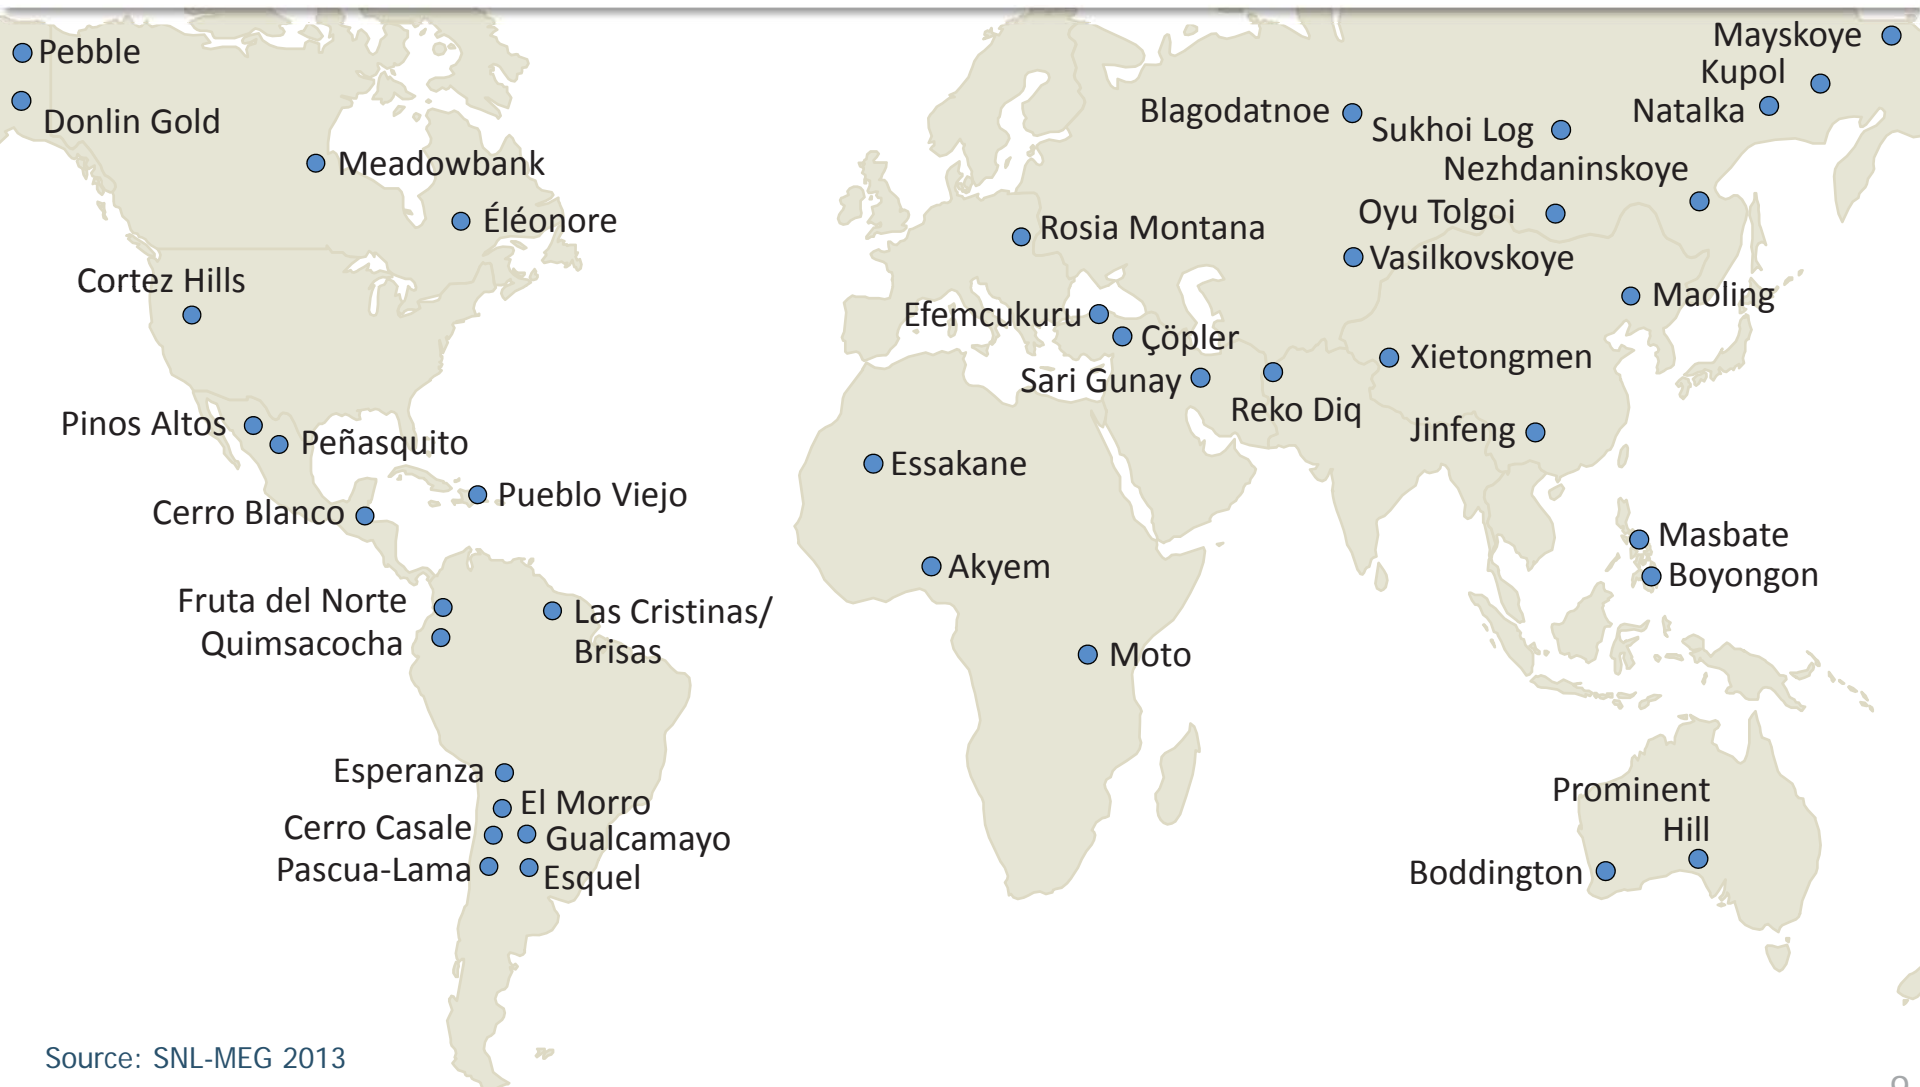 Pebble
Donlin Gold
Meadowbank
Éléonore
Cortez Hills
Pinos Altos
Peñasquito
Pueblo Viejo
Cerro Blanco
Fruta del Norte
Quimsacocha
Las Cristinas/
Brisas
Esperanza
El Morro
Cerro Casale
Gualcamayo
Pascua-Lama
Esquel
Mayskoye
Kupol
Natalka
Blagodatnoe
Sukhoi Log
Nezhdaninskoye
Oyu Tolgoi
Rosia Montana
Vasilkovskoye
Maoling
Efemcukuru
Çöpler
Xietongmen
Sari Gunay
Reko Diq
Jinfeng
Essakane
Akyem
Moto
Masbate
Boyongon
Prominent
Hill
Boddington
Source: SNL-MEG 2013